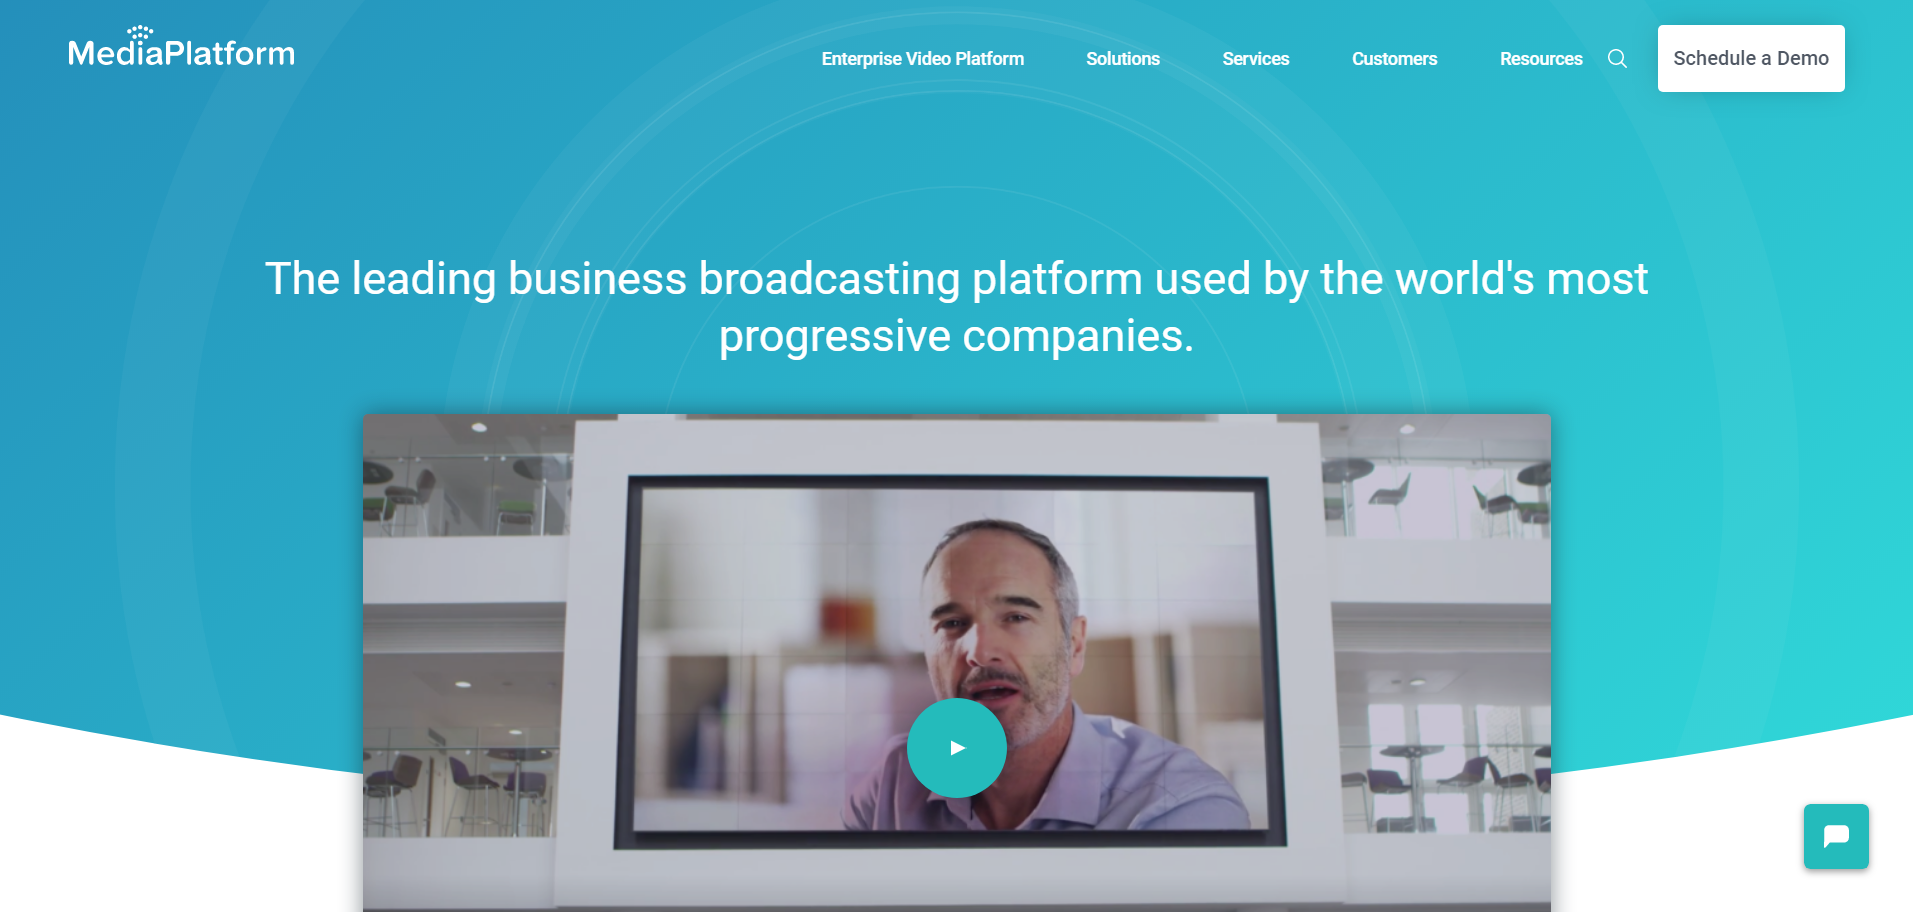 MediaPlatform
Enterprise Video Platform
Solutions
Services
Customers
Resources
Schedule a Demo
The leading business broadcasting platform used by the world's most
progressive companies.